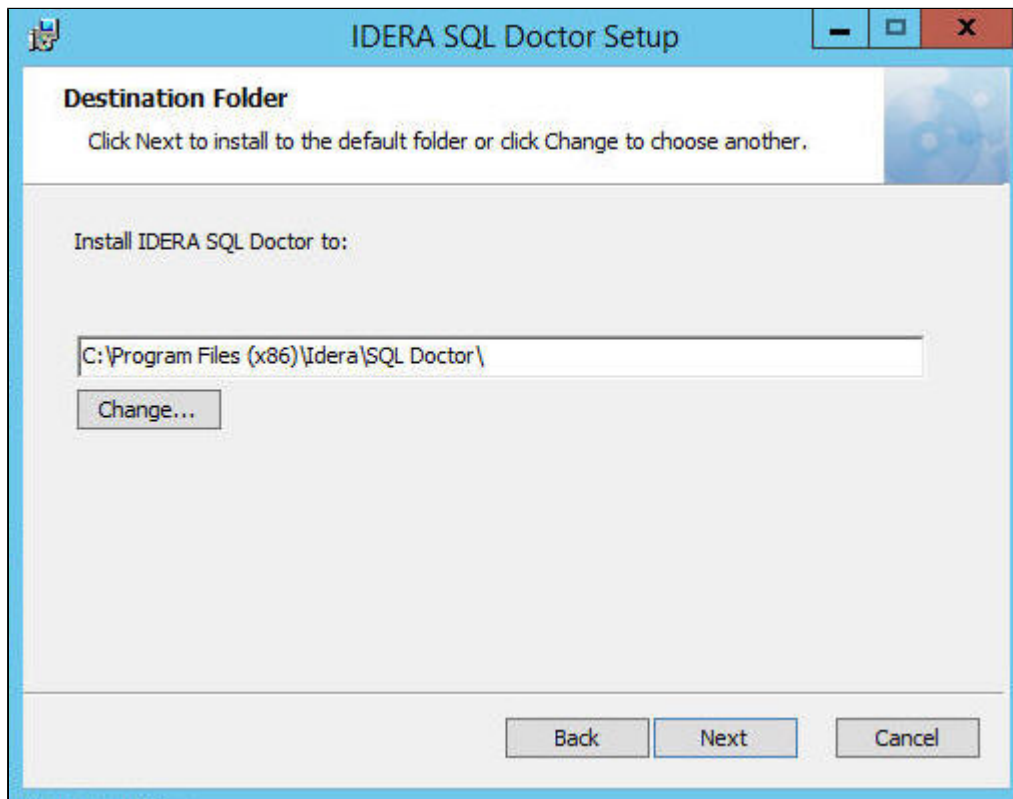 IDERA SQL Doctor Setup
Destination Folder
Click Next to install to the default folder or click Change to choose another.
Install IDERA SQL Doctor to:
C:\Program Files (x86)\Idera\SQL Doctor\
Change...
Back Next Cancel